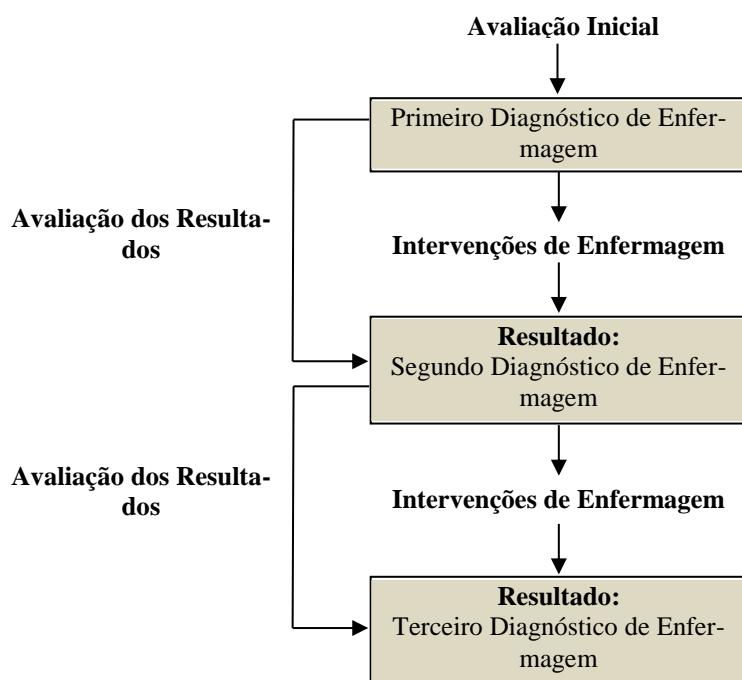 Avaliação Inicial
Primeiro Diagnóstico de Enfer-
magem
Avaliação dos Resulta-
dos
Intervenções de Enfermagem
Resultado:
Segundo Diagnóstico de Enfer-
magem
Avaliação dos Resulta-
dos
Intervenções de Enfermagem
Resultado:
Terceiro Diagnóstico de Enfer-
magem